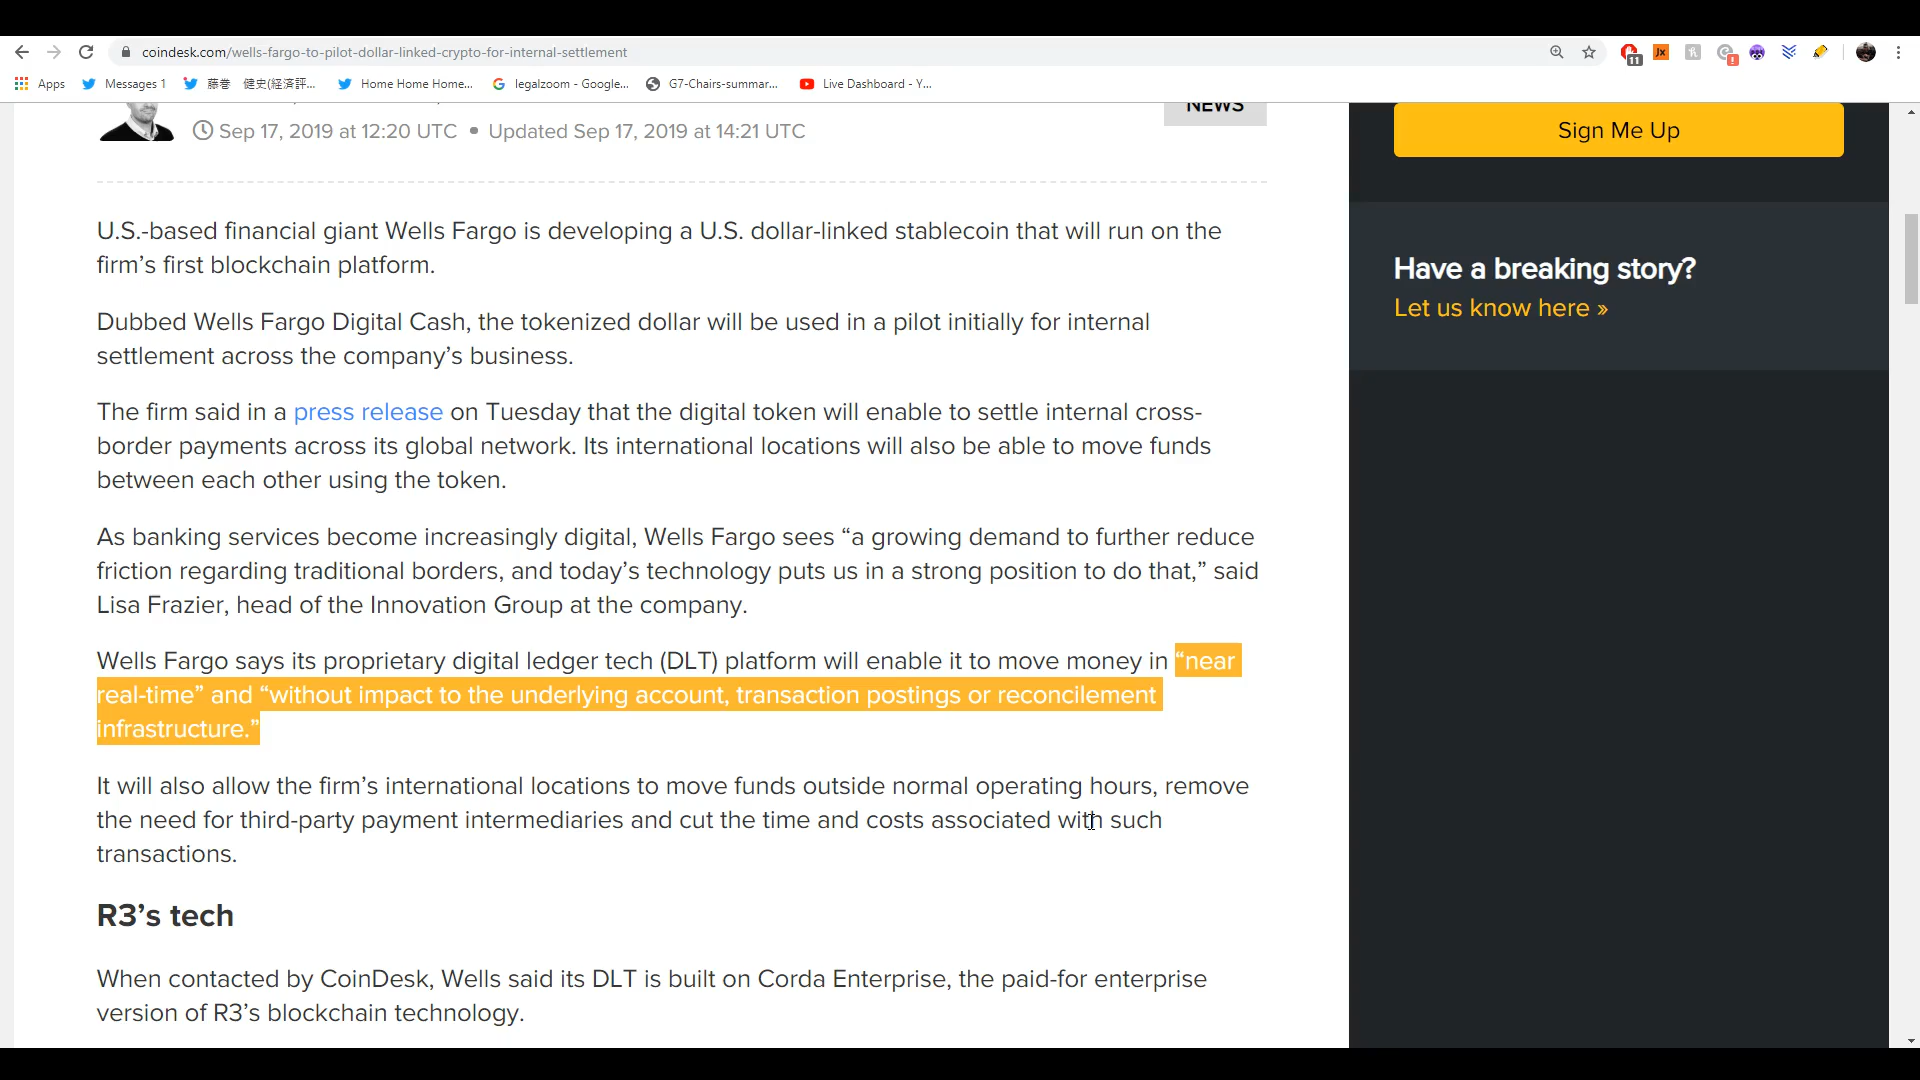 coindesk.com/wells-fargo-to-pilot-dollar-linked-crypto-for-internal-settlement
11
Jx
Apps
Messages 1
藤巻 健史(経済評...
Home Home Home...
legalzoom - Google...
G7-Chairs-summar...
Live Dashboard - Y...
NEWS
Sep 17, 2019 at 12:20 UTC • Updated Sep 17, 2019 at 14:21 UTC
Sign Me Up
Have a breaking story?
Let us know here »
U.S.-based financial giant Wells Fargo is developing a U.S. dollar-linked stablecoin that will run on the
firm’s first blockchain platform.
Dubbed Wells Fargo Digital Cash, the tokenized dollar will be used in a pilot initially for internal
settlement across the company’s business.
The firm said in a press release on Tuesday that the digital token will enable to settle internal cross-
border payments across its global network. Its international locations will also be able to move funds
between each other using the token.
As banking services become increasingly digital, Wells Fargo sees “a growing demand to further reduce
friction regarding traditional borders, and today’s technology puts us in a strong position to do that,” said
Lisa Frazier, head of the Innovation Group at the company.
Wells Fargo says its proprietary digital ledger tech (DLT) platform will enable it to move money in “near
real-time” and “without impact to the underlying account, transaction postings or reconcilement
infrastructure.”
It will also allow the firm’s international locations to move funds outside normal operating hours, remove
the need for third-party payment intermediaries and cut the time and costs associated with such
transactions.
R3’s tech
When contacted by CoinDesk, Wells said its DLT is built on Corda Enterprise, the paid-for enterprise
version of R3’s blockchain technology.